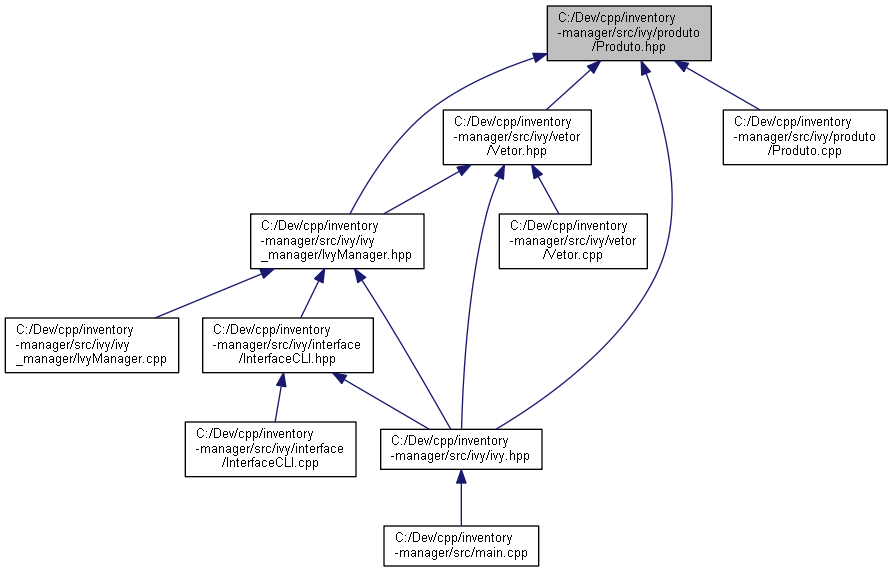 C:/Dev/cpp/inventory
-manager/src/ivy/produto
/Produto.hpp
C:/Dev/cpp/inventory
-manager/src/ivy/vetor
/Vetor.hpp
C:/Dev/cpp/inventory
-manager/src/ivy/produto
/Produto.cpp
C:/Dev/cpp/inventory
-manager/src/ivy/ivy
_manager/IvyManager.hpp
C:/Dev/cpp/inventory
-manager/src/ivy/vetor
/Vetor.cpp
C:/Dev/cpp/inventory
-manager/src/ivy/ivy
_manager/IvyManager.cpp
C:/Dev/cpp/inventory
-manager/src/ivy/interface
/InterfaceCLI.hpp
C:/Dev/cpp/inventory
-manager/src/ivy/interface
/InterfaceCLI.cpp
C:/Dev/cpp/inventory
-manager/src/ivy/ivy.hpp
C:/Dev/cpp/inventory
-manager/src/main.cpp